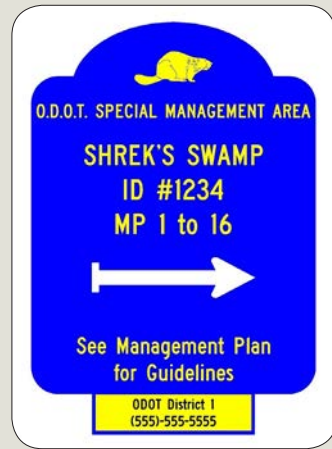 O.D.O.T. SPECIAL MANAGEMENT AREA
SHREK'S SWAMP
ID #1234
MP 1 to 16
See Management Plan
for Guidelines
ODOT District 1
(555)-555-5555